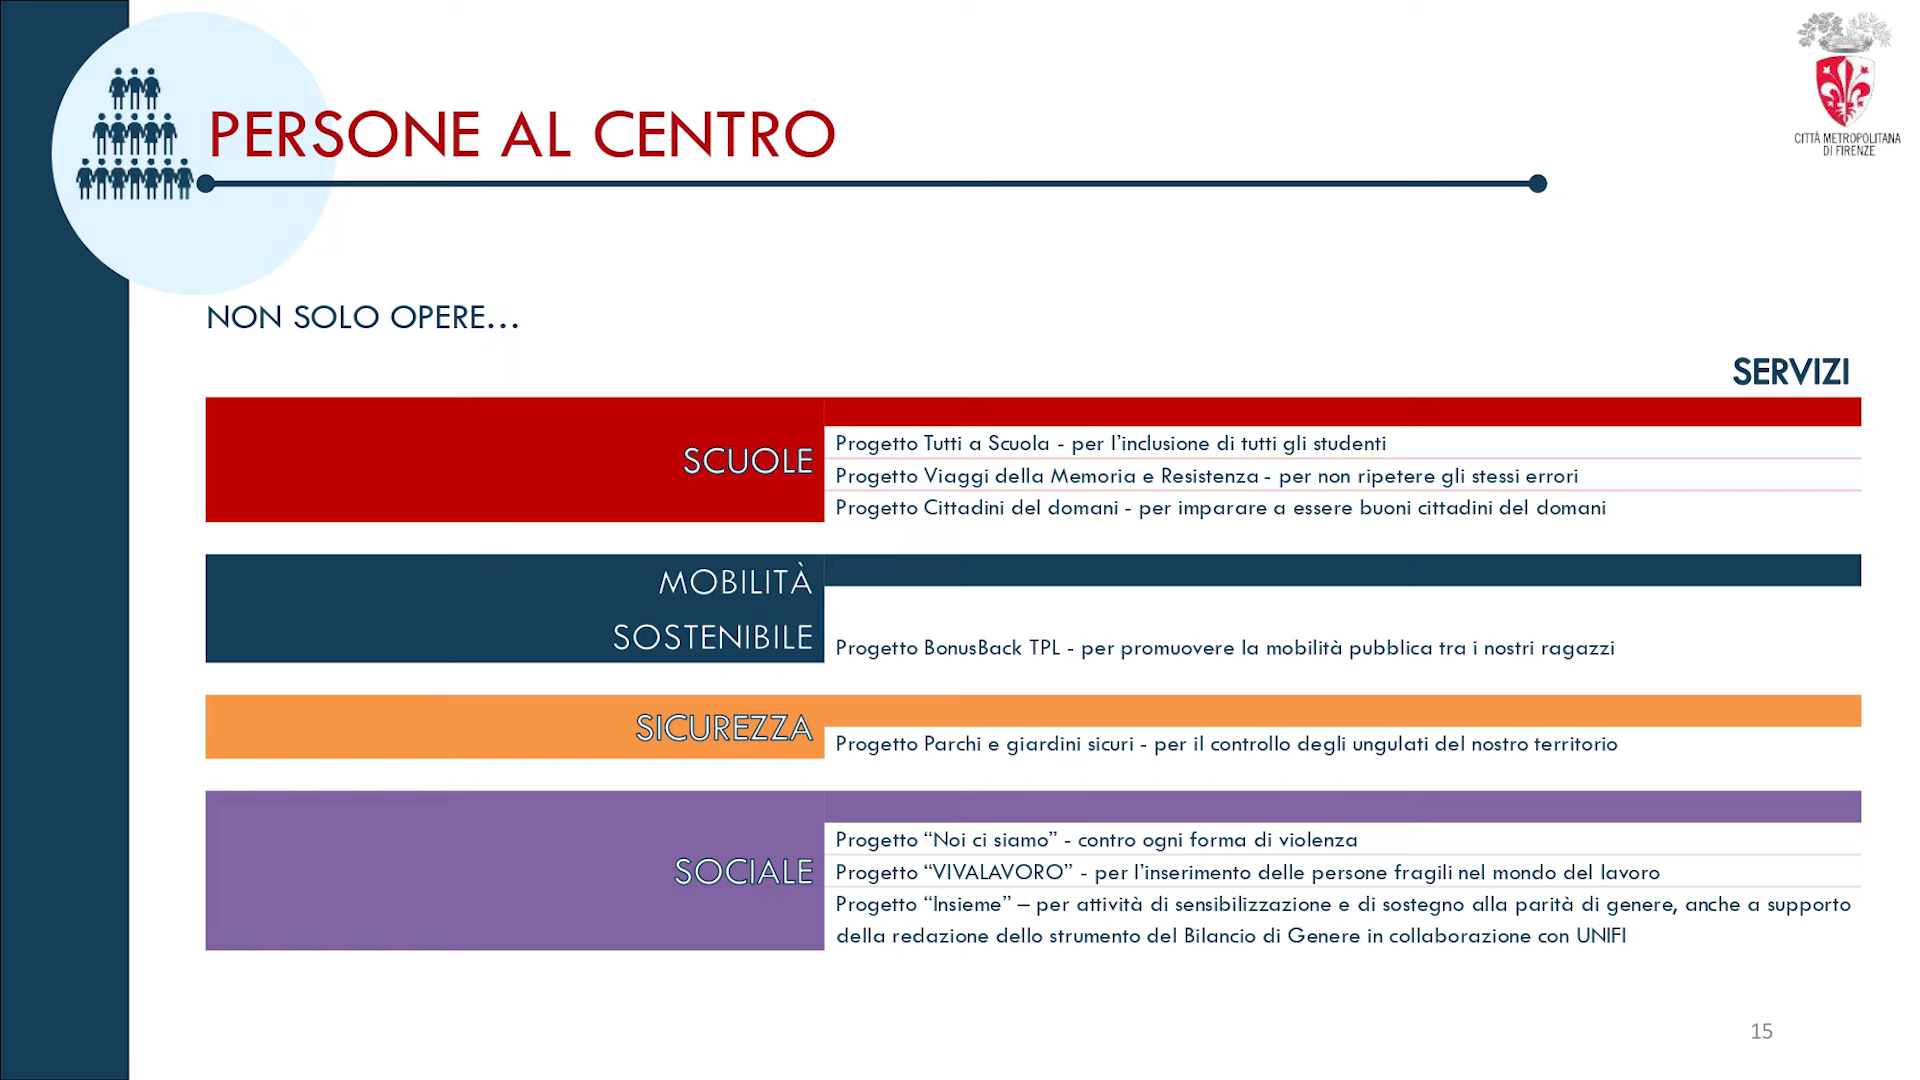 PERSONE AL CENTRO
CITTÀ METROPOLITANA
DI FIRENZE
NON SOLO OPERE...
SERVIZI
SCUOLE
Progetto Tutti a Scuola - per l'inclusione di tutti gli studenti
Progetto Viaggi della Memoria e Resistenza - per non ripetere gli stessi errori
Progetto Cittadini del domani - per imparare a essere buoni cittadini del domani
MOBILITÀ
SOSTENIBILE
Progetto BonusBack TPL - per promuovere la mobilità pubblica tra i nostri ragazzi
SICUREZZA
Progetto Parchi e giardini sicuri - per il controllo degli ungulati del nostro territorio
SOCIALE
Progetto “Noi ci siamo” - contro ogni forma di violenza
Progetto “VIVALAVORO” - per l'inserimento delle persone fragili nel mondo del lavoro
Progetto “Insieme” – per attività di sensibilizzazione e di sostegno alla parità di genere, anche a supporto
della redazione dello strumento del Bilancio di Genere in collaborazione con UNIFI
15